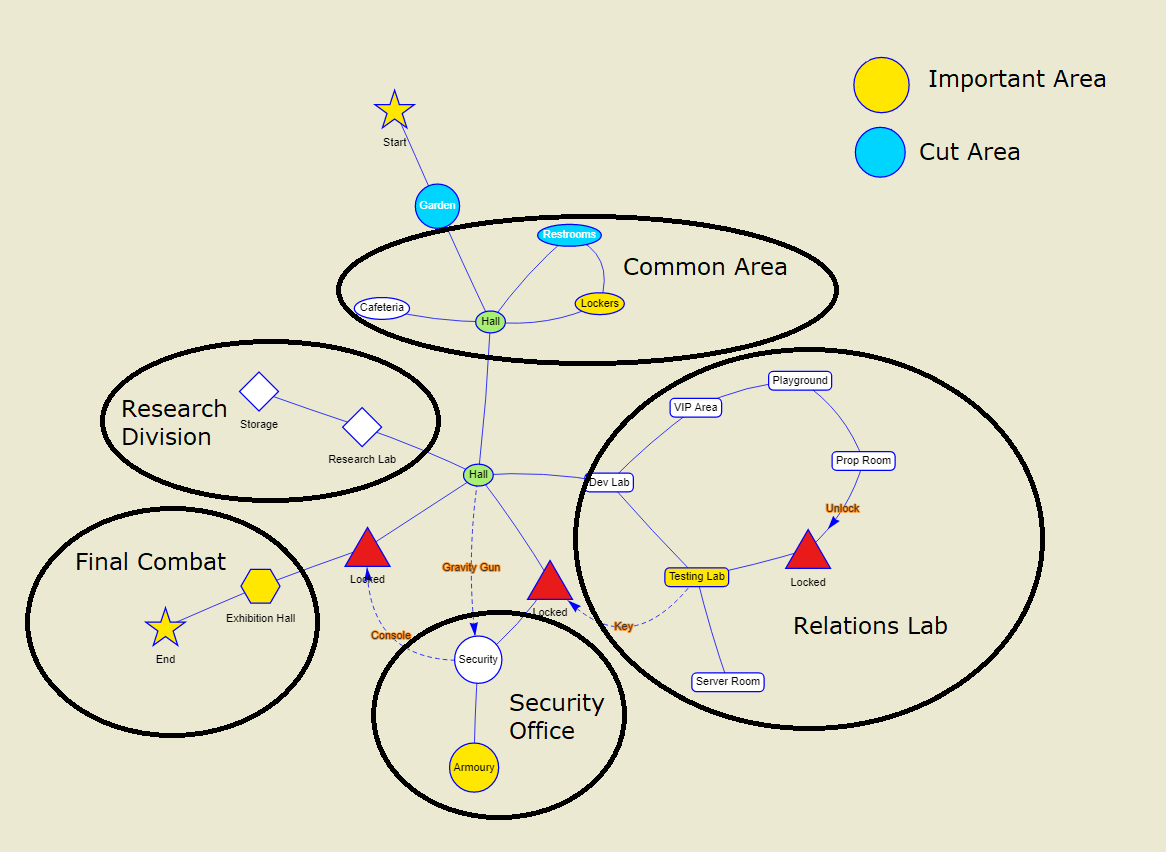 Important Area
Cut Area
Start
Garden
Restrooms
Common Area
Lockers
Cafeteria
Hall
Playground
VIP Area
Research
Division
Storage
Research Lab
Hall
Dev Lab
Prop Room
Unlock
Final Combat
Locked
Gravity Gun
Locked
Testing Lab
Locked
Exhibition Hall
Console
Key
Relations Lab
End
Security
Server Room
Security
Office
Armoury